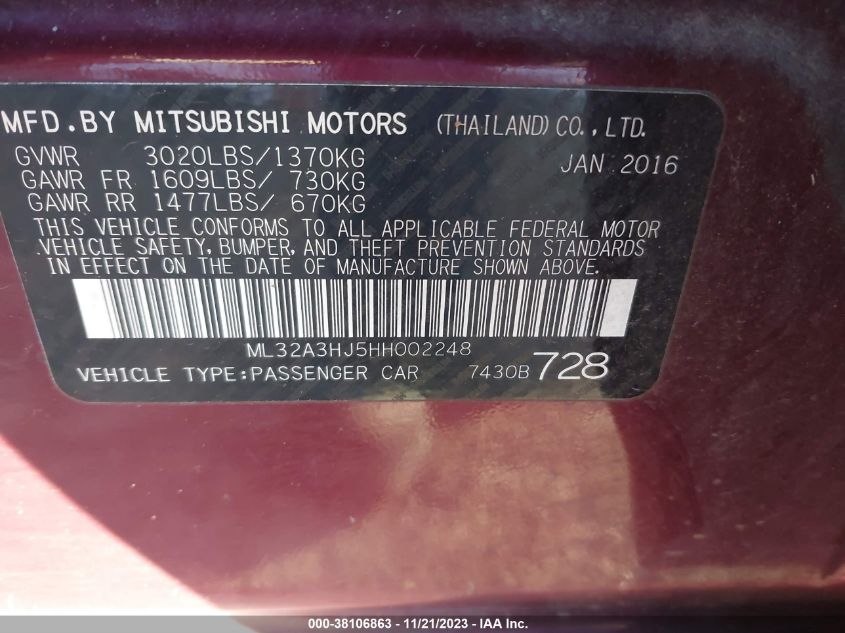 MFD.BY MITSUBISHI MOTORS (THAILAND) CO.,LTD.
GVWR 3020LBS/1370KG JAN 2016
GAWR FR 1609LBS/ 730KG
GAWR RR 1477LBS/ 670KG
THIS VEHICLE CONFORMS TO ALL APPLICABLE FEDERAL MOTOR
VEHICLE SAFETY, BUMPER, AND THEFT PREVENTION STANDARDS
IN EFFECT ON THE DATE OF MANUFACTURE SHOWN ABOVE.
ML32A3HJ5HH002248
VEHICLE TYPE:PASSENGER CAR 7430B 728
000-38106863 - 11/21/2023 - IAA Inc.